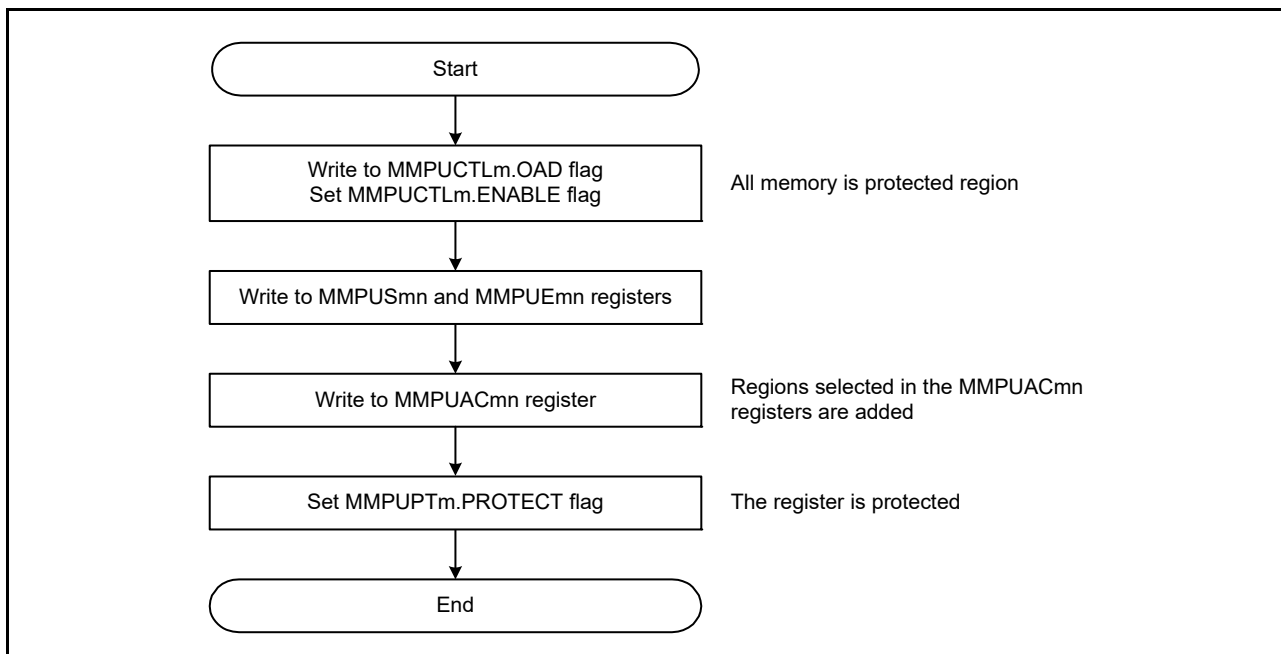 Start
Write to MMPUCTLm.OAD flag
Set MMPUCTLm.ENABLE flag
All memory is protected region
Write to MMPUSmn and MMPUEmn registers
Write to MMPUACmn register
Regions selected in the MMPUACmn
registers are added
Set MMPUPTm.PROTECT flag
The register is protected
End